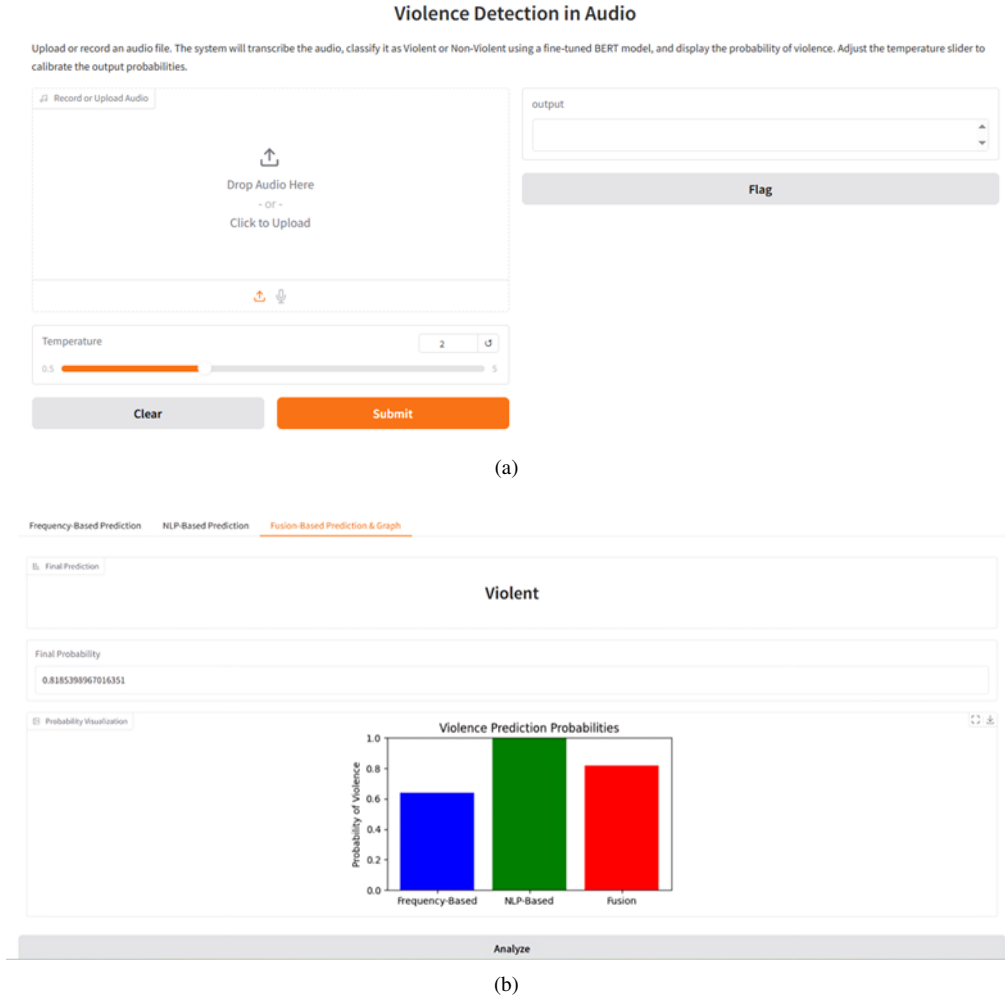 Violence Detection in Audio
Upload or record an audio file. The system will transcribe the audio, classify it as Violent or Non-Violent using a fine-tuned BERT model, and display the probability of violence. Adjust the temperature slider to
calibrate the output probabilities.
Record or Upload Audio
Drop Audio Here
- or -
Click to Upload
Temperature
2
0.5
5
Clear
Submit
output
Flag
(a)
Frequency-Based Prediction NLP-Based Prediction Fusion-Based Prediction & Graph
Final Prediction
Violent
Final Probability
0.8185398967016351
Probability Visualization
Violence Prediction Probabilities
Probability of Violence
1.0
0.8
0.6
0.4
0.2
0.0
Frequency-Based NLP-Based Fusion
Analyze
(b)